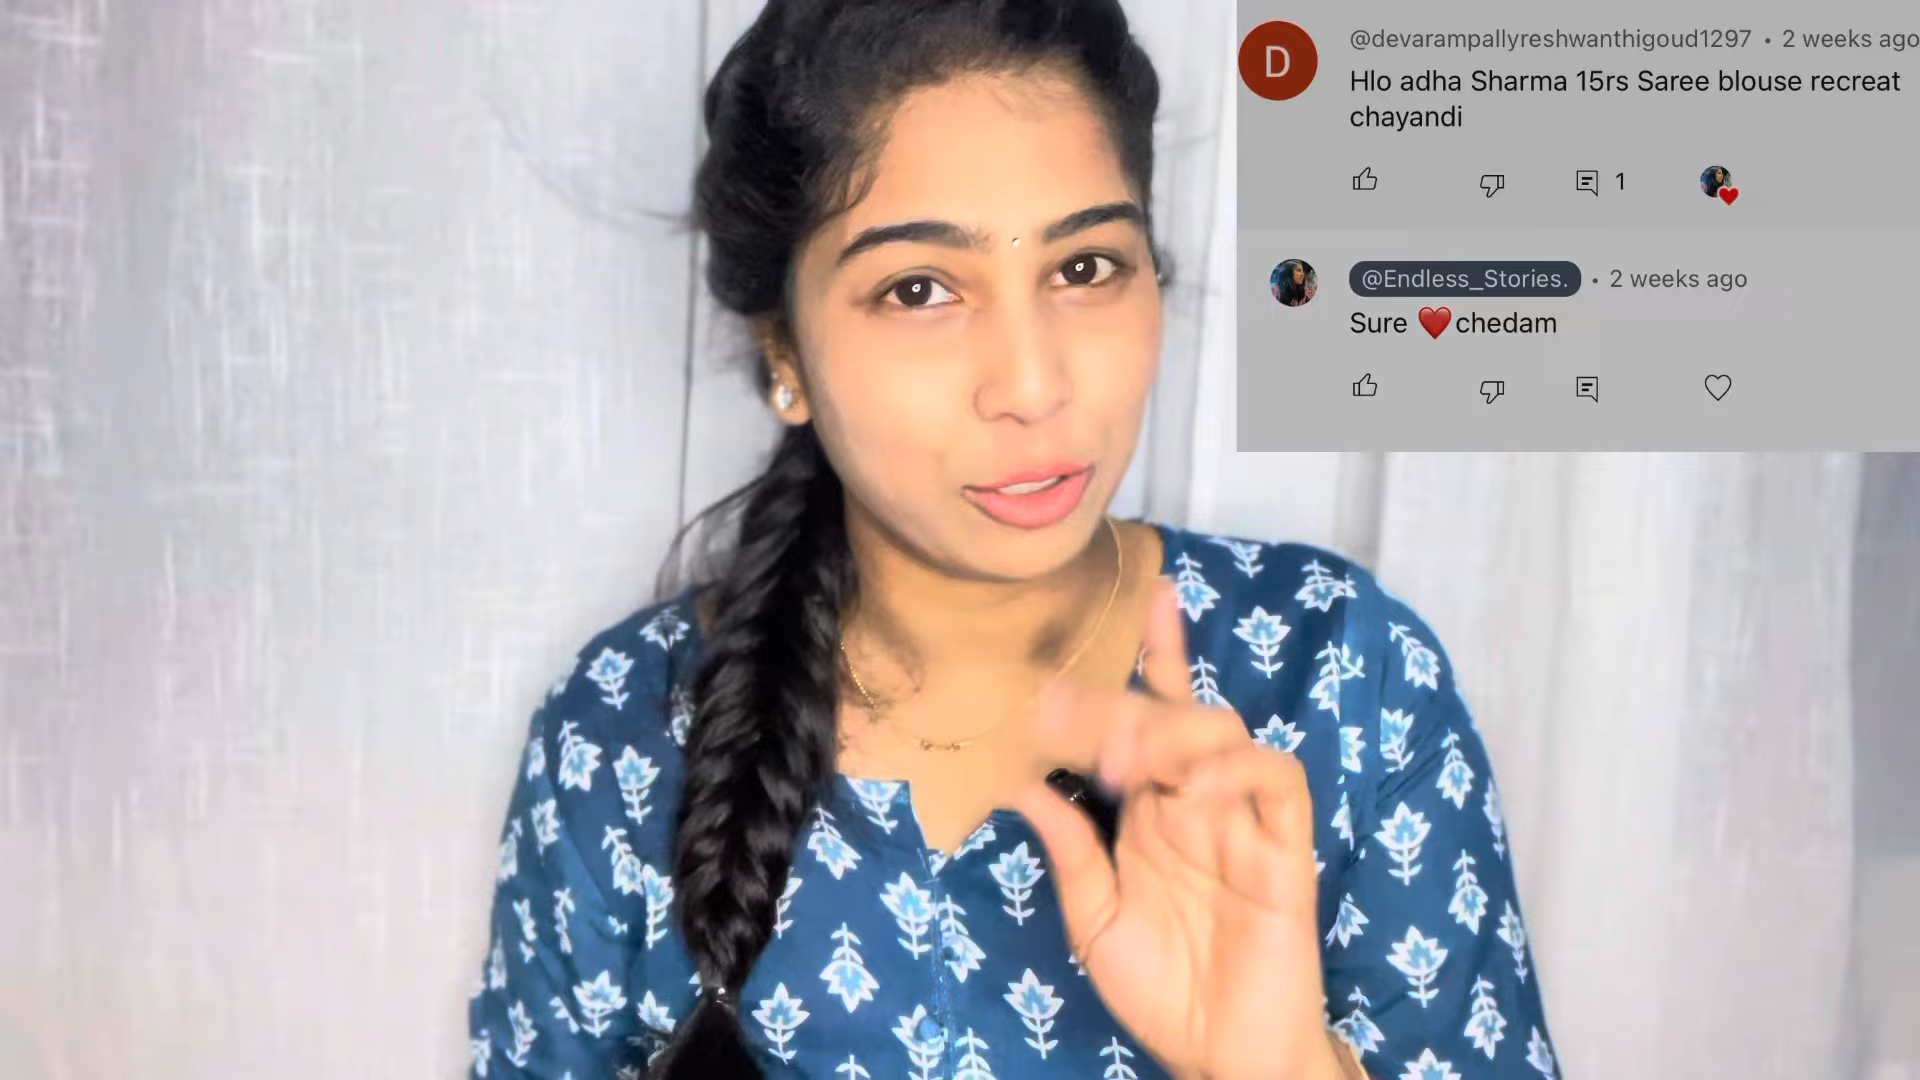 D
@devarampallyreshwanthigoud1297 • 2 weeks ago
Hlo adha Sharma 15rs Saree blouse recreat
chayandi
1
@Endless_Stories. • 2 weeks ago
Sure ❤️chedam